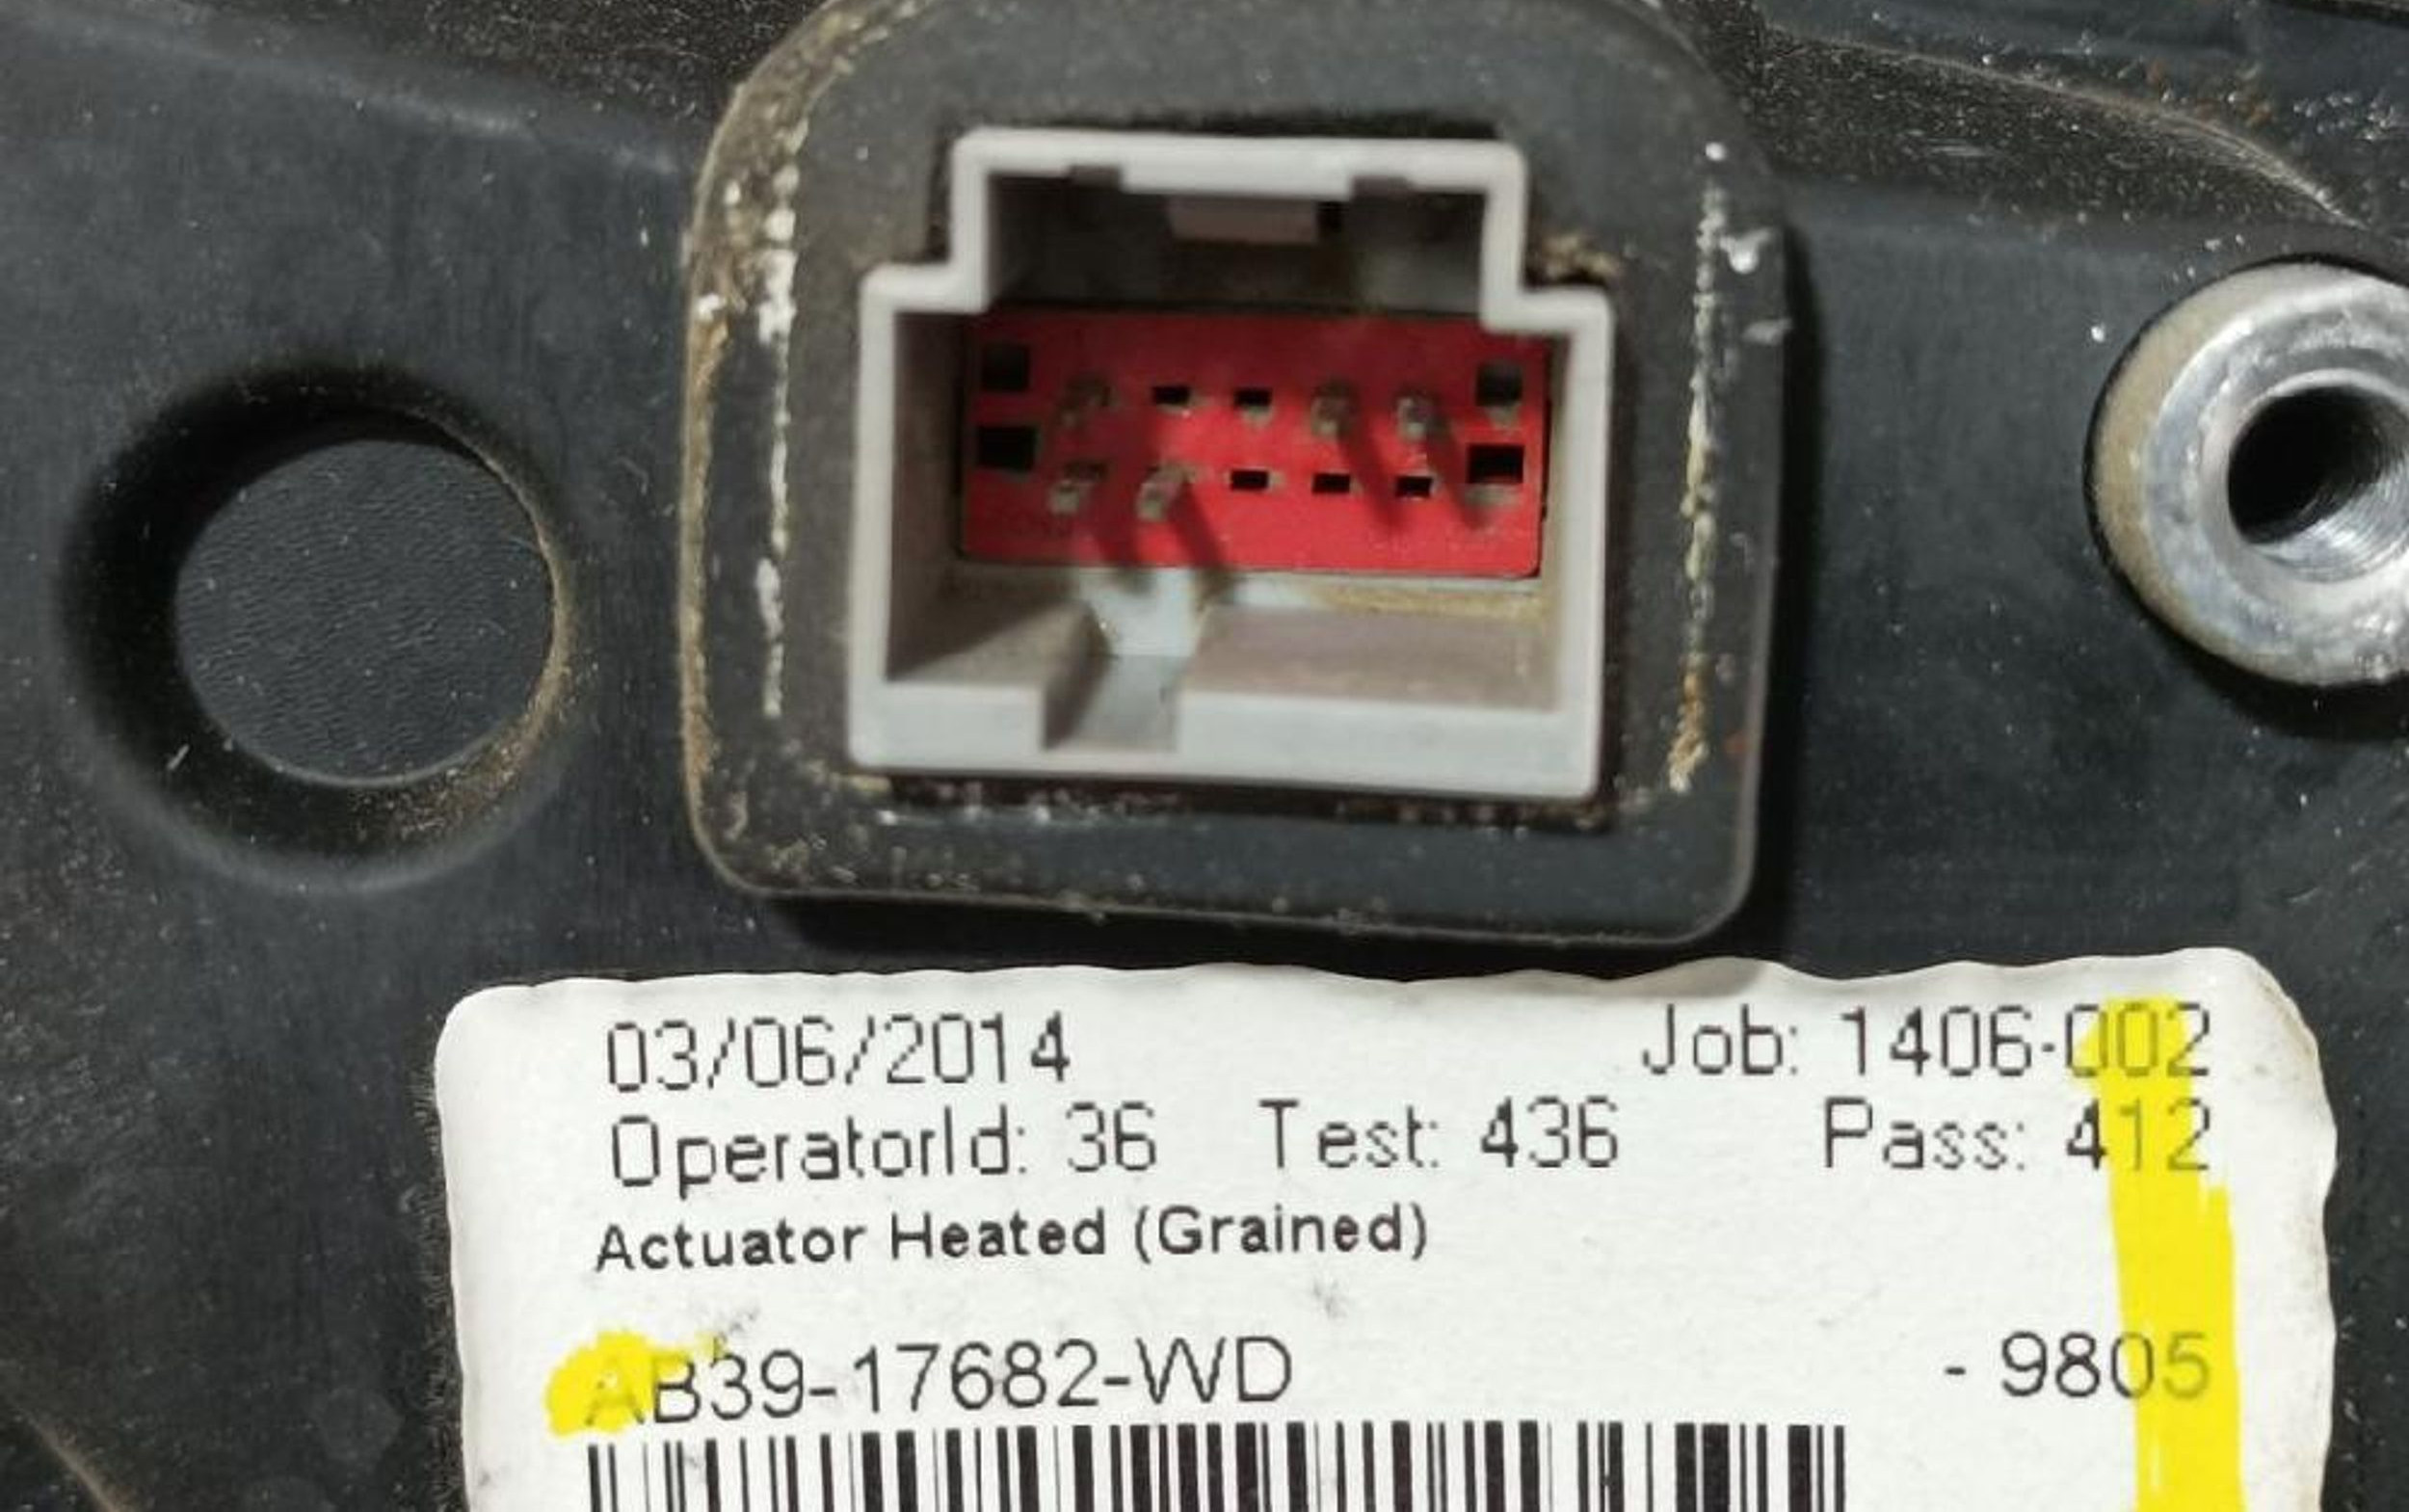 03/06/2014 Job: 1406-002
OperatorId: 36 Test: 436 Pass: 412
Actuator Heated (Grained)
AB39-17682-WD - 9805